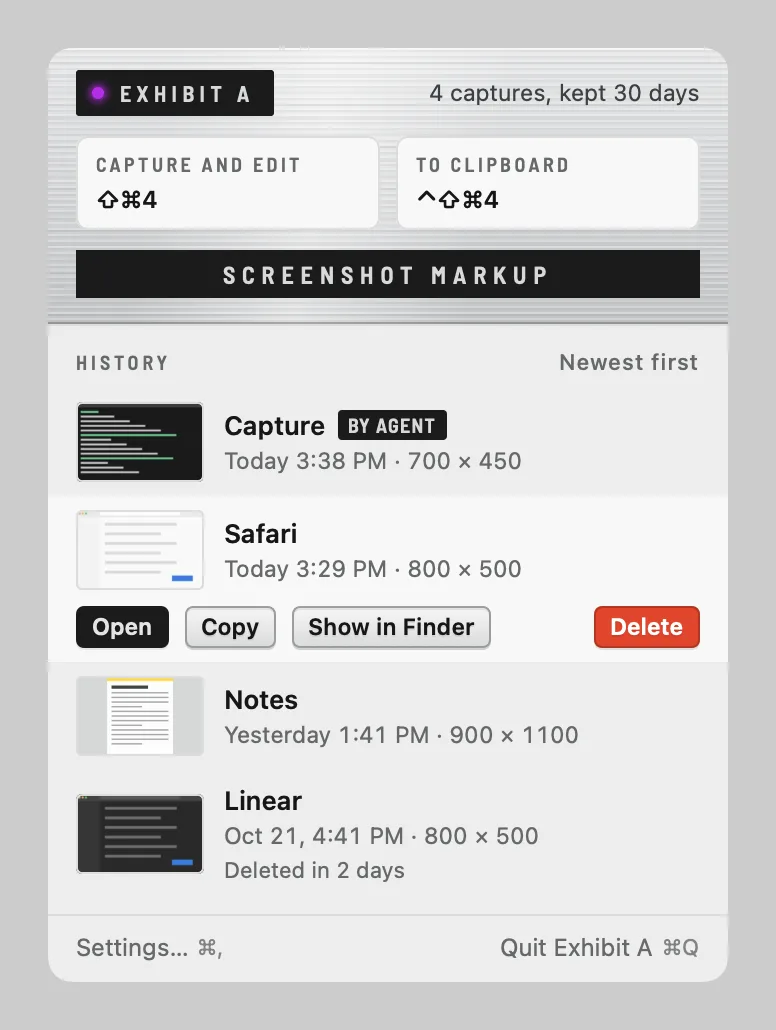 EXHIBIT A
4 captures, kept 30 days
CAPTURE AND EDIT
⇧⌘4
TO CLIPBOARD
⌃⇧⌘4
SCREENSHOT MARKUP
HISTORY
Newest first
Capture BY AGENT
Today 3:38 PM · 700 × 450
Safari
Today 3:29 PM · 800 × 500
Open Copy Show in Finder Delete
Notes
Yesterday 1:41 PM · 900 × 1100
Linear
Oct 21, 4:41 PM · 800 × 500
Deleted in 2 days
Settings... ⌘,
Quit Exhibit A ⌘Q